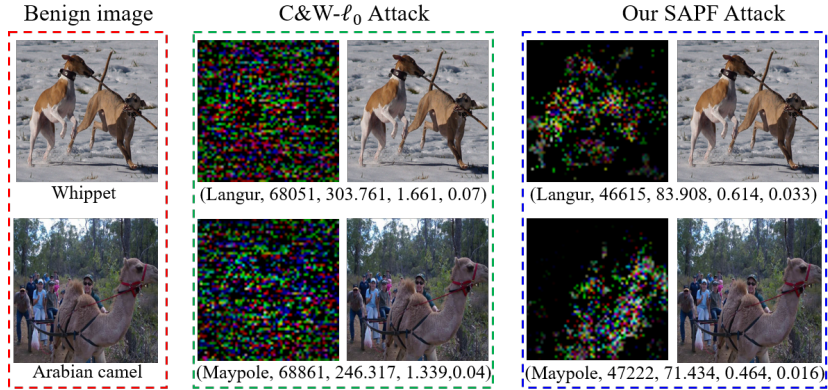 Benign image
C&W-ℓ₀ Attack
Our SAPF Attack
Whippet
(Langur, 68051, 303.761, 1.661, 0.07)
(Langur, 46615, 83.908, 0.614, 0.033)
Arabian camel
(Maypole, 68861, 246.317, 1.339,0.04)
(Maypole, 47222, 71.434, 0.464, 0.016)